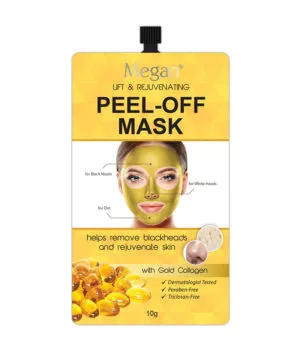 Megan®
LIFT & REJUVENATING
PEEL-OFF
MASK
for Black Heads
for White Heads
for Dirt
helps remove blackheads
and rejuvenate skin
with Gold Collagen
✓ Dermatologist Tested
✓ Paraben-Free
✓ Triclosan-Free
10g